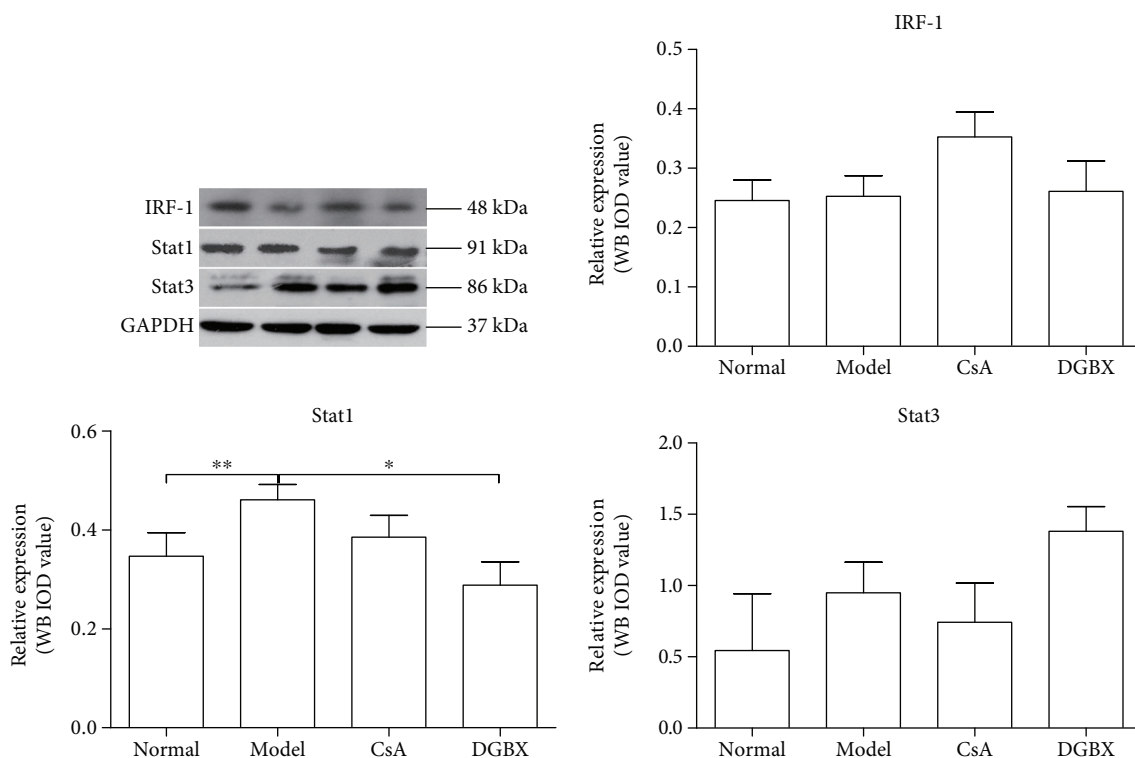 IRF-1
48 kDa
Stat1
91 kDa
Stat3
86 kDa
GAPDH
37 kDa
IRF-1
Relative expression
(WB IOD value)
0.5
0.4
0.3
0.2
0.1
0.0
Normal Model CsA DGBX
Stat1
Relative expression
(WB IOD value)
0.6
0.4
0.2
0.0
** *
Normal Model CsA DGBX
Stat3
Relative expression
(WB IOD value)
2.0
1.5
1.0
0.5
0.0
Normal Model CsA DGBX